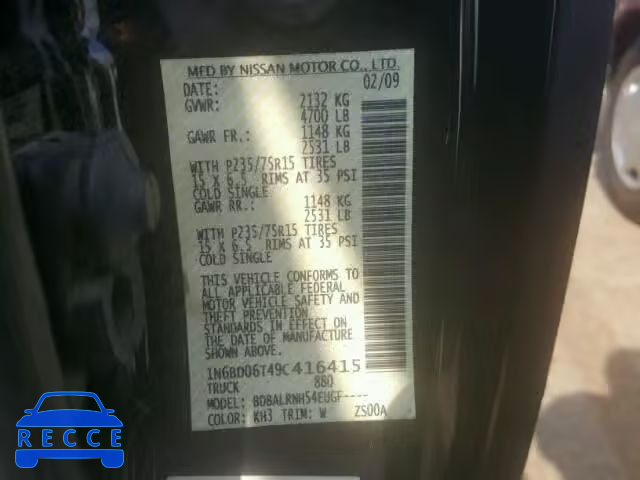 MFD BY NISSAN MOTOR CO., LTD.
DATE: 02/09
GVWR: 2132 KG
4700 LB
GAWR FR.: 1148 KG
2531 LB
WITH P235/75R15 TIRES
15 X 6.5 RIMS AT 35 PSI
COLD SINGLE
GAWR RR.: 1148 KG
2531 LB
WITH P235/75R15 TIRES
15 X 6.5 RIMS AT 35 PSI
COLD SINGLE
THIS VEHICLE CONFORMS TO
ALL APPLICABLE FEDERAL
MOTOR VEHICLE SAFETY AND
THEFT PREVENTION
STANDARDS IN EFFECT ON
THE DATE OF MANUFACTURE
SHOWN ABOVE.
1N6BD06T49C416415
TRUCK 880
MODEL: BDBALRNH54EUGF----
COLOR: KH3 TRIM: W ZS00A
RECCE